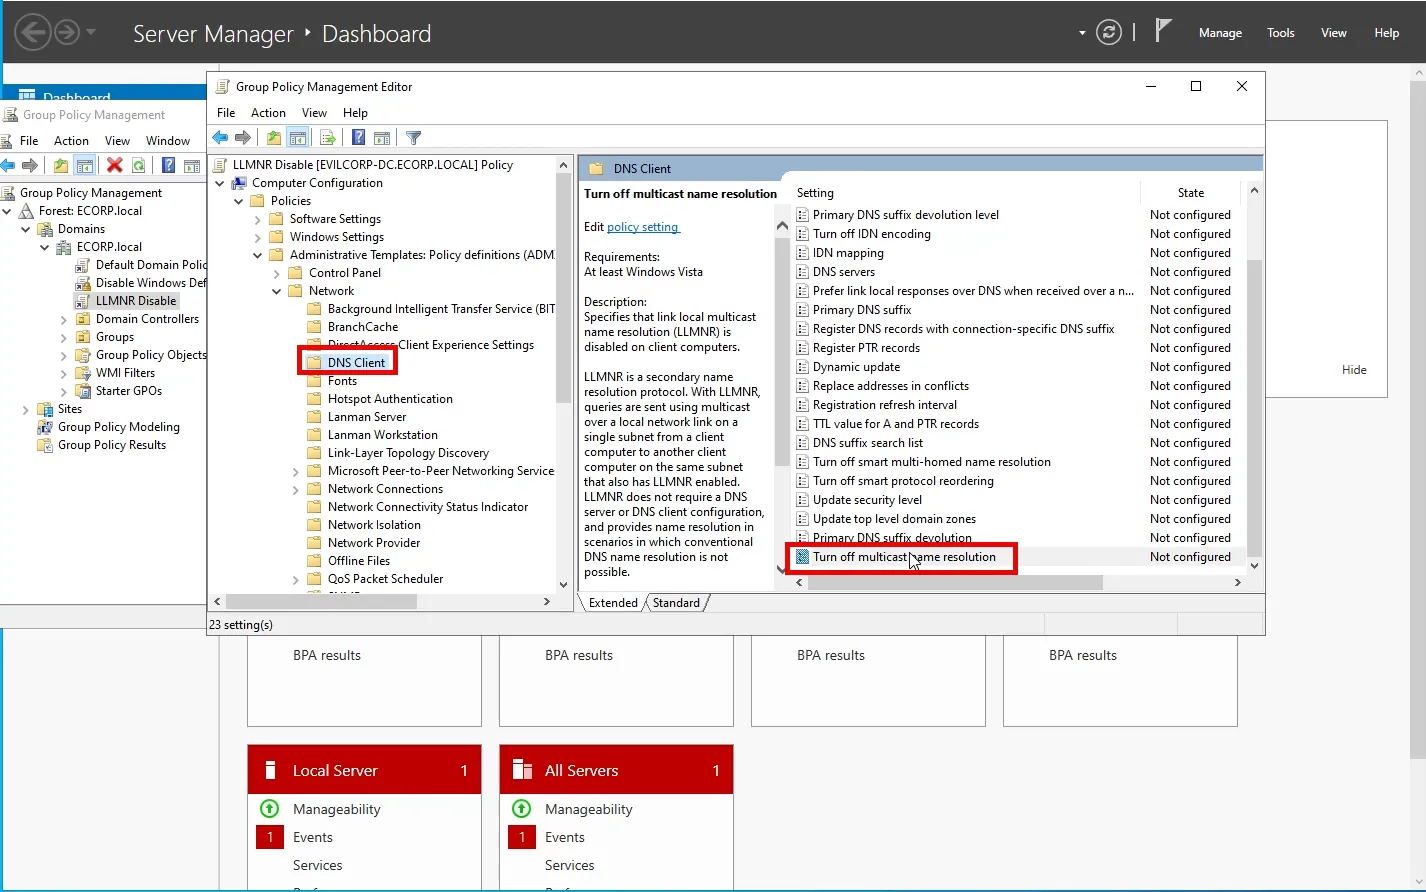 Server Manager ‣ Dashboard
Manage Tools View Help
Dashboard
Group Policy Management
File Action View Window
Group Policy Management
Forest: ECORP.local
Domains
ECORP.local
Default Domain Polic
Disable Windows Def
LLMNR Disable
Domain Controllers
Groups
Group Policy Objects
WMI Filters
Starter GPOs
Sites
Group Policy Modeling
Group Policy Results
Group Policy Management Editor
File Action View Help
LLMNR Disable [EVILCORP-DC.ECORP.LOCAL] Policy
Computer Configuration
Policies
Software Settings
Windows Settings
Administrative Templates: Policy definitions (ADM
Control Panel
Network
Background Intelligent Transfer Service (BIT
BranchCache
DirectAccess Client Experience Settings
DNS Client
Fonts
Hotspot Authentication
Lanman Server
Lanman Workstation
Link-Layer Topology Discovery
Microsoft Peer-to-Peer Networking Service
Network Connections
Network Connectivity Status Indicator
Network Isolation
Network Provider
Offline Files
QoS Packet Scheduler
DNS Client
Turn off multicast name resolution
Edit policy setting
Requirements:
At least Windows Vista
Description:
Specifies that link local multicast
name resolution (LLMNR) is
disabled on client computers.
LLMNR is a secondary name
resolution protocol. With LLMNR,
queries are sent using multicast
over a local network link on a
single subnet from a client
computer to another client
computer on the same subnet
that also has LLMNR enabled.
LLMNR does not require a DNS
server or DNS client configuration,
and provides name resolution in
scenarios in which conventional
DNS name resolution is not
possible.
Setting State
Primary DNS suffix devolution level Not configured
Turn off IDN encoding Not configured
IDN mapping Not configured
DNS servers Not configured
Prefer link local responses over DNS when received over a n... Not configured
Primary DNS suffix Not configured
Register DNS records with connection-specific DNS suffix Not configured
Register PTR records Not configured
Dynamic update Not configured
Replace addresses in conflicts Not configured
Registration refresh interval Not configured
TTL value for A and PTR records Not configured
DNS suffix search list Not configured
Turn off smart multi-homed name resolution Not configured
Turn off smart protocol reordering Not configured
Update security level Not configured
Update top level domain zones Not configured
Primary DNS suffix devolution Not configured
Turn off multicast name resolution Not configured
Extended Standard
23 setting(s)
Hide
BPA results BPA results BPA results BPA results
Local Server 1
Manageability
1 Events
Services
All Servers 1
Manageability
1 Events
Services